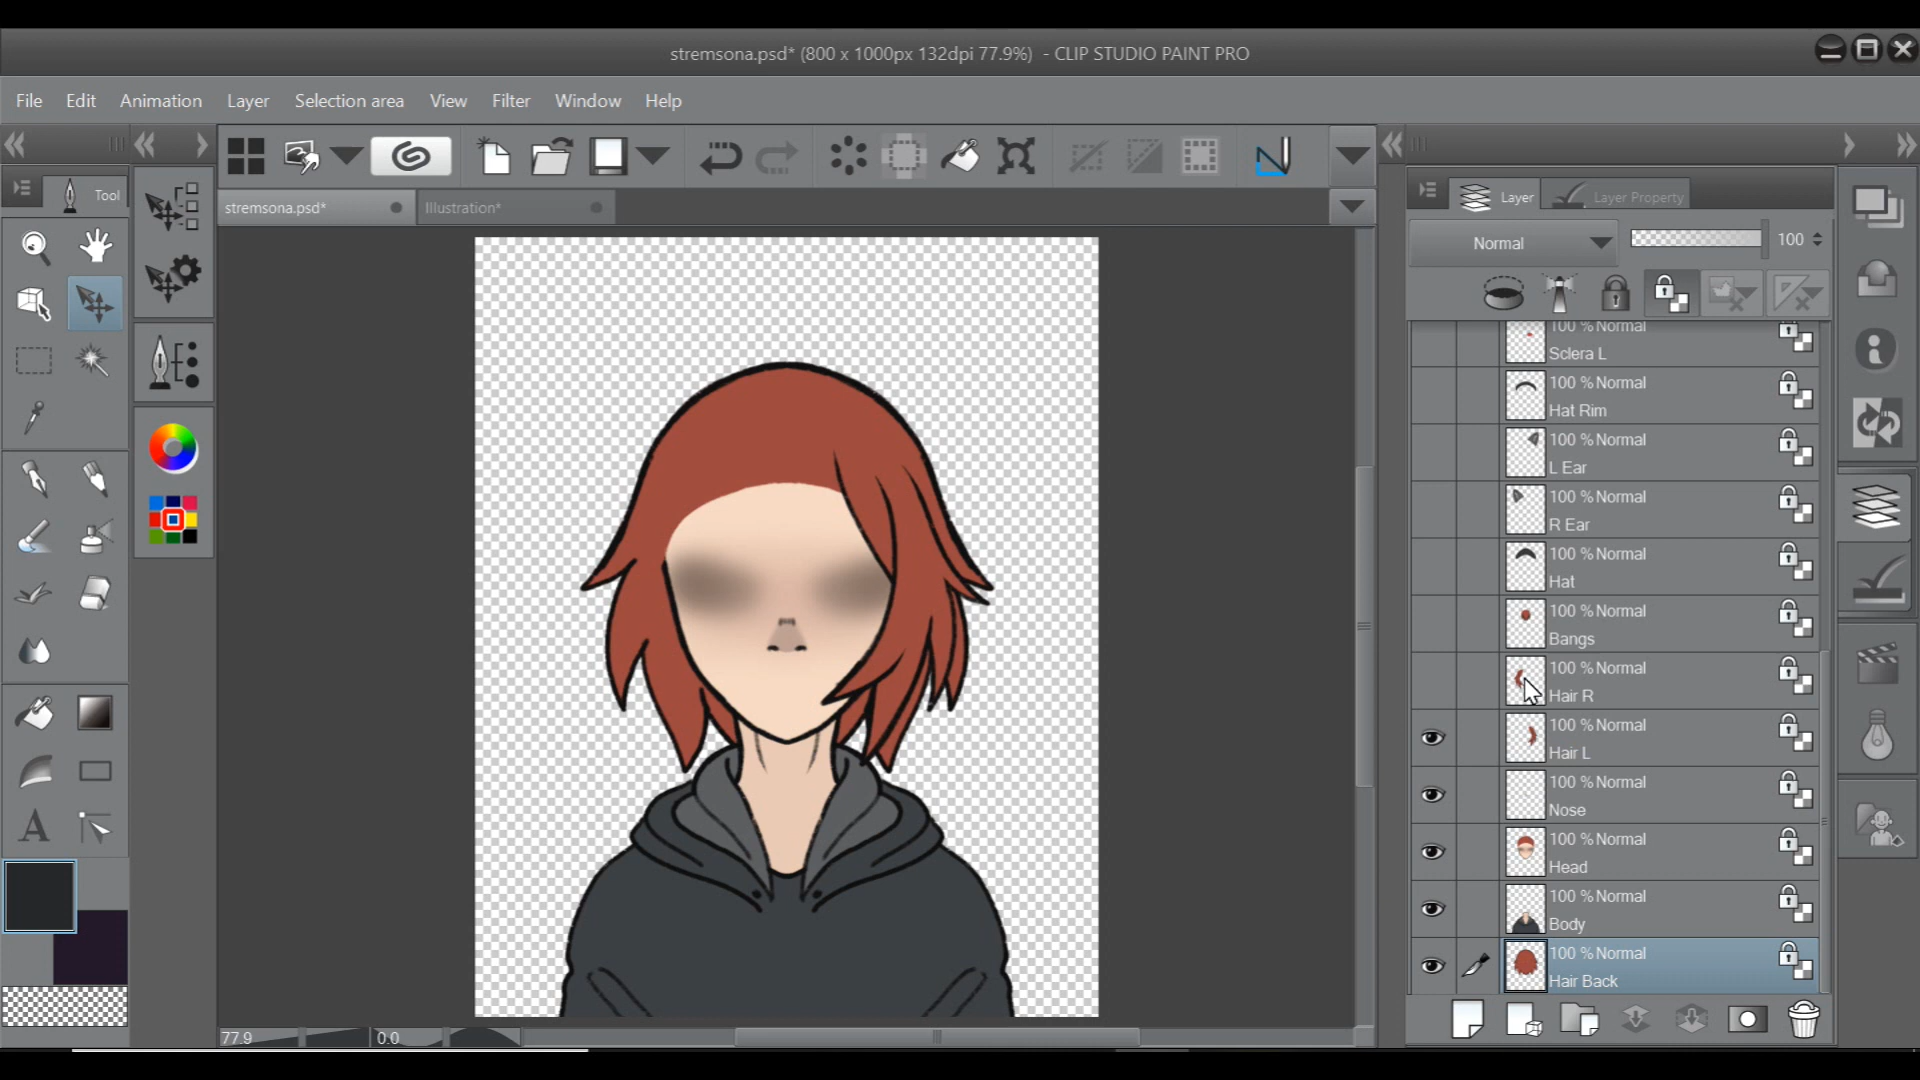 stremsona.psd* (800 x 1000px 132dpi 77.9%) - CLIP STUDIO PAINT PRO
File Edit Animation Layer Selection area View Filter Window Help
Tool
stremsona.psd* Illustration*
Layer Layer Property
Normal 100
100 % Normal
Sclera L
100 % Normal
Hat Rim
100 % Normal
L Ear
100 % Normal
R Ear
100 % Normal
Hat
100 % Normal
Bangs
100 % Normal
Hair R
100 % Normal
Hair L
100 % Normal
Nose
100 % Normal
Head
100 % Normal
Body
100 % Normal
Hair Back
77.9 0.0